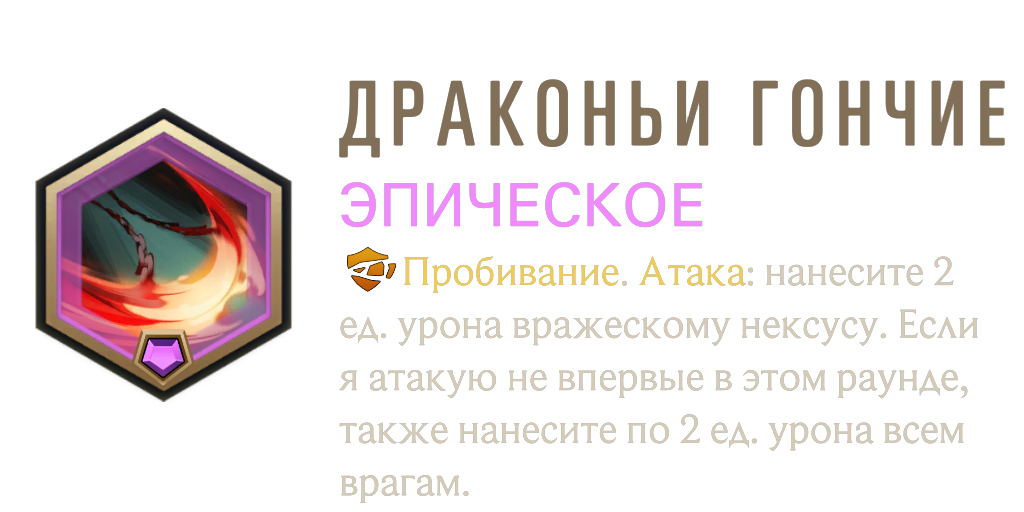 ДРАКОНЬИ ГОНЧИЕ
ЭПИЧЕСКОЕ
Пробивание. Атака: нанесите 2
ед. урона вражескому нексусу. Если
я атакую не впервые в этом раунде,
также нанесите по 2 ед. урона всем
врагам.